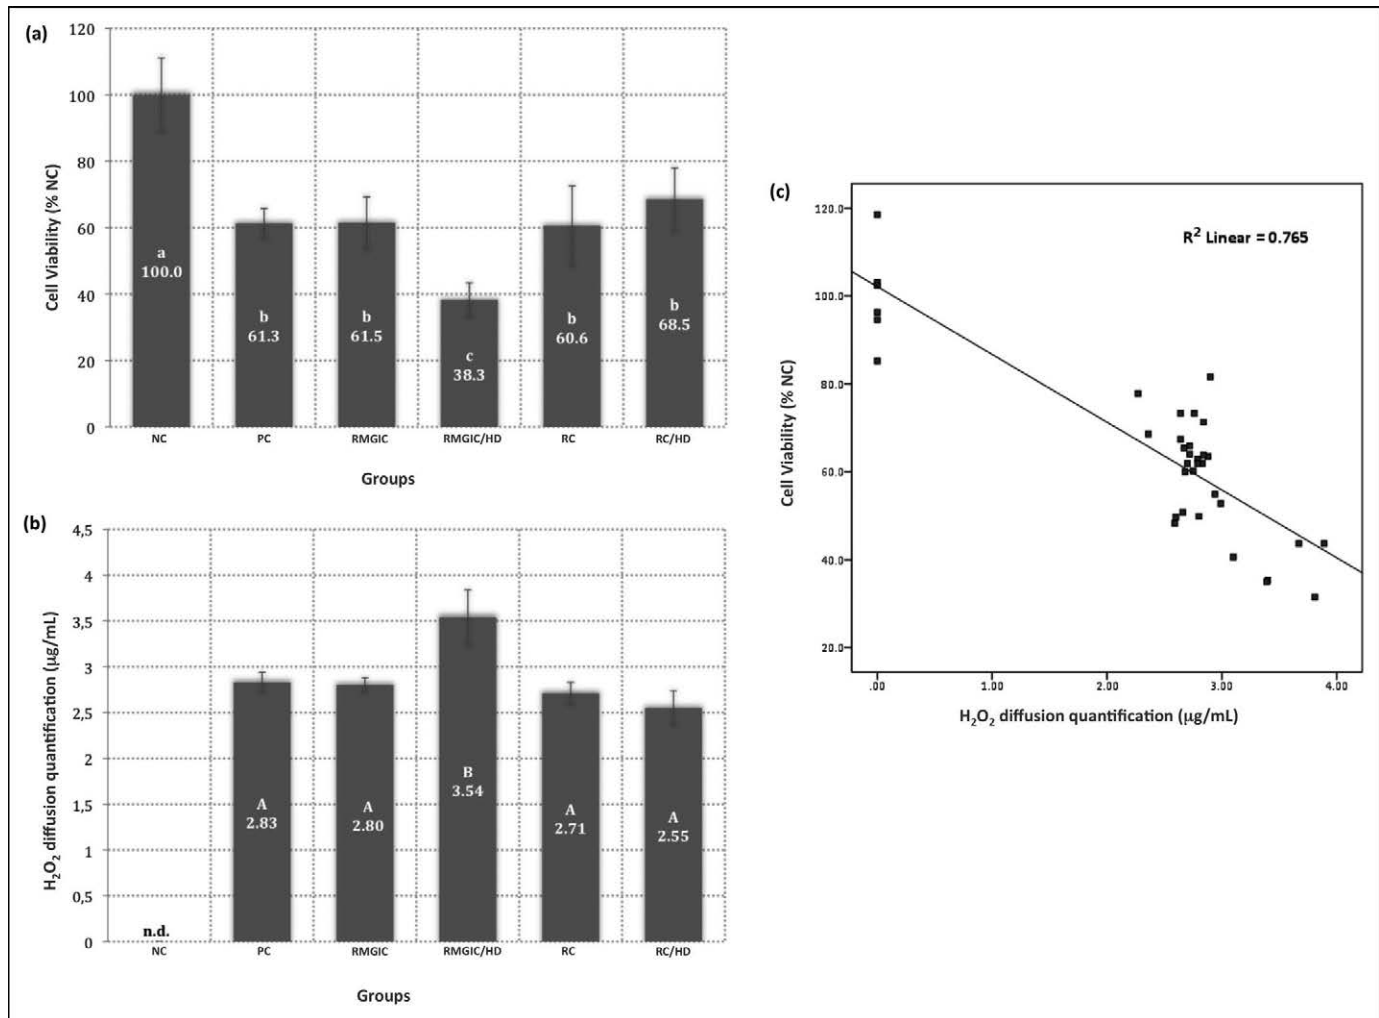 (a)
Cell Viability (% NC)
120
100
80
60
40
20
0
a
100.0
b
61.3
b
61.5
c
38.3
b
60.6
b
68.5
NC PC RMGIC RMGIC/HD RC RC/HD
Groups
(b)
H₂O₂ diffusion quantification (µg/mL)
4,5
4
3,5
3
2,5
2
1,5
1
0,5
0
n.d.
A
2.83
A
2.80
B
3.54
A
2.71
A
2.55
NC PC RMGIC RMGIC/HD RC RC/HD
Groups
(c)
Cell Viability (% NC)
120.0
100.0
80.0
60.0
40.0
20.0
R² Linear = 0.765
.00 1.00 2.00 3.00 4.00
H₂O₂ diffusion quantification (µg/mL)